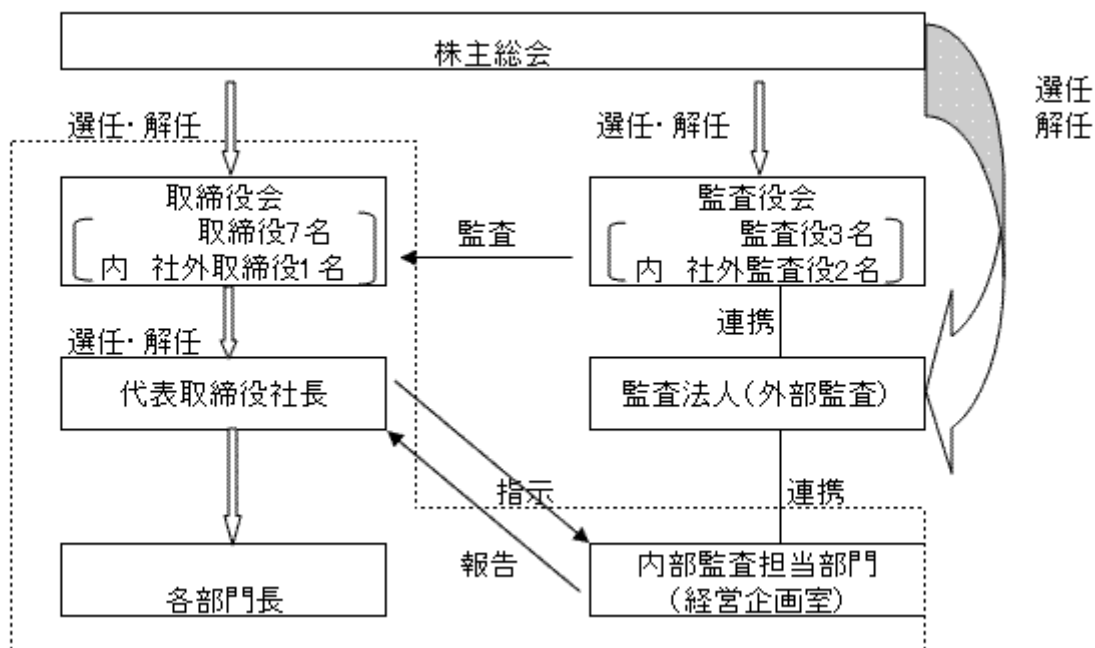 株主総会
選任
解任
選任・解任
選任・解任
取締役会
取締役7名
内 社外取締役1名
監査
監査役会
監査役3名
内 社外監査役2名
選任・解任
連携
代表取締役社長
監査法人(外部監査)
指示
連携
報告
各部門長
内部監査担当部門
(経営企画室)